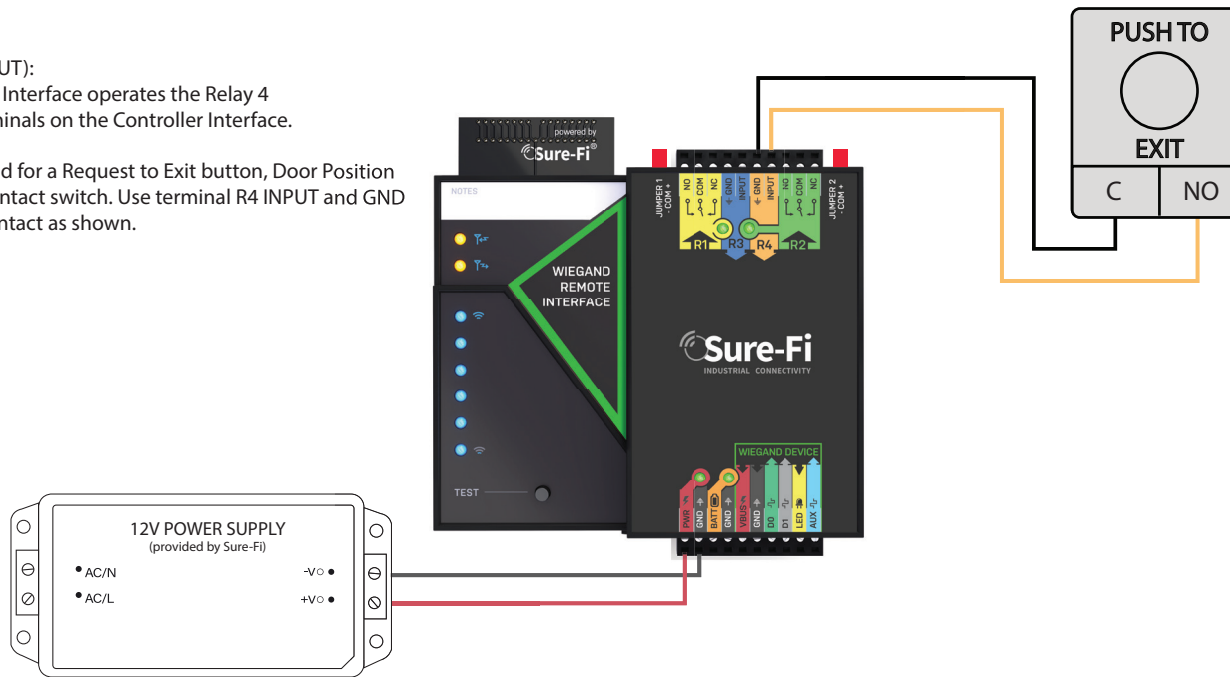 UT):
Interface operates the Relay 4
minals on the Controller Interface.
d for a Request to Exit button, Door Position
ntact switch. Use terminal R4 INPUT and GND
ntact as shown.
PUSH TO
EXIT
C NO
powered by
Sure-Fi®
NOTES
WIEGAND
REMOTE
INTERFACE
TEST
JUMPER 1
- COM +
NO
COM
NC
GND
INPUT
GND
INPUT
NO
COM
NC
JUMPER 2
- COM +
R1 R3 R4 R2
Sure-Fi
INDUSTRIAL CONNECTIVITY
WIEGAND DEVICE
PWR
GND
BATT
GND
VBUS
GND
D0
D1
LED
AUX
12V POWER SUPPLY
(provided by Sure-Fi)
AC/N -V
AC/L +V